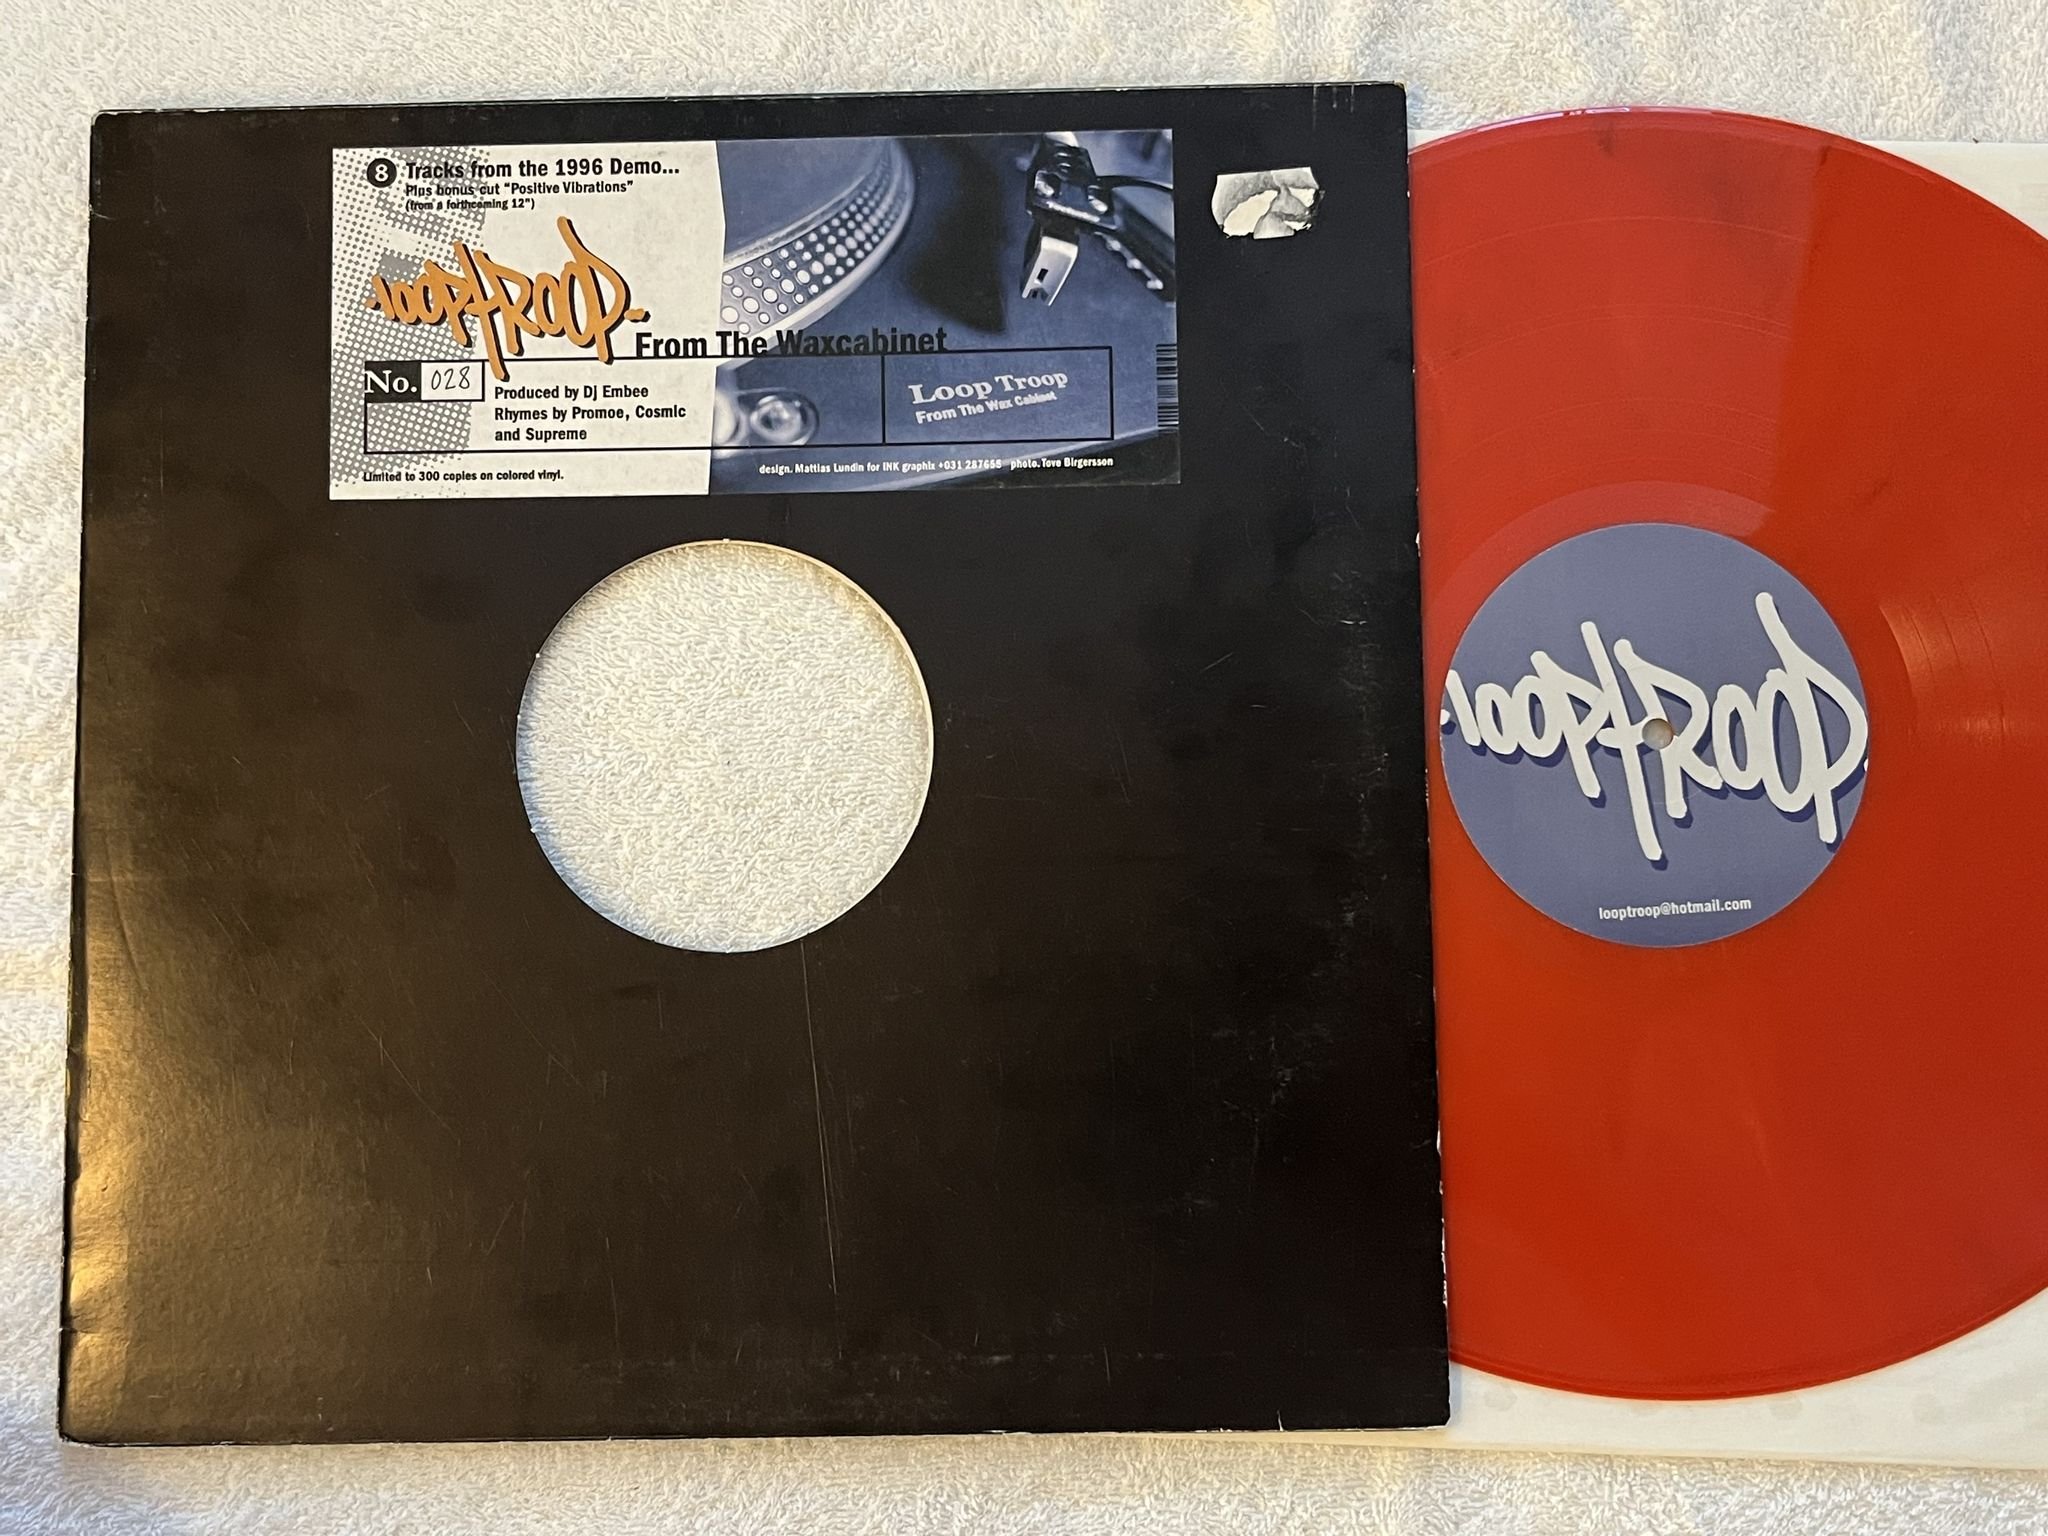 8 Tracks from the 1996 Demo...
Plus bonus cut "Positive Vibrations"
(from a forthcoming 12")
looptroop
From The Waxcabinet
No. 028
Produced by Dj Embee
Rhymes by Promoe, Cosmic
and Supreme
Loop Troop
From The Wax Cabinet
Limited to 300 copies on colored vinyl.
design. Mattias Lundin for INK graphix +031 287655 photo. Tove Birgersson
looptroop
looptroop@hotmail.com